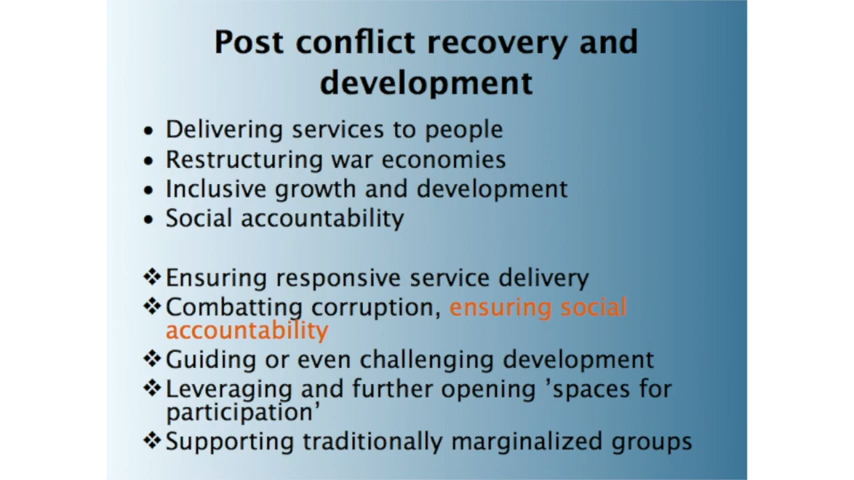 Post conflict recovery and
development
• Delivering services to people
• Restructuring war economies
• Inclusive growth and development
• Social accountability
❖Ensuring responsive service delivery
❖Combatting corruption, ensuring social
accountability
❖Guiding or even challenging development
❖Leveraging and further opening ’spaces for
participation’
❖Supporting traditionally marginalized groups